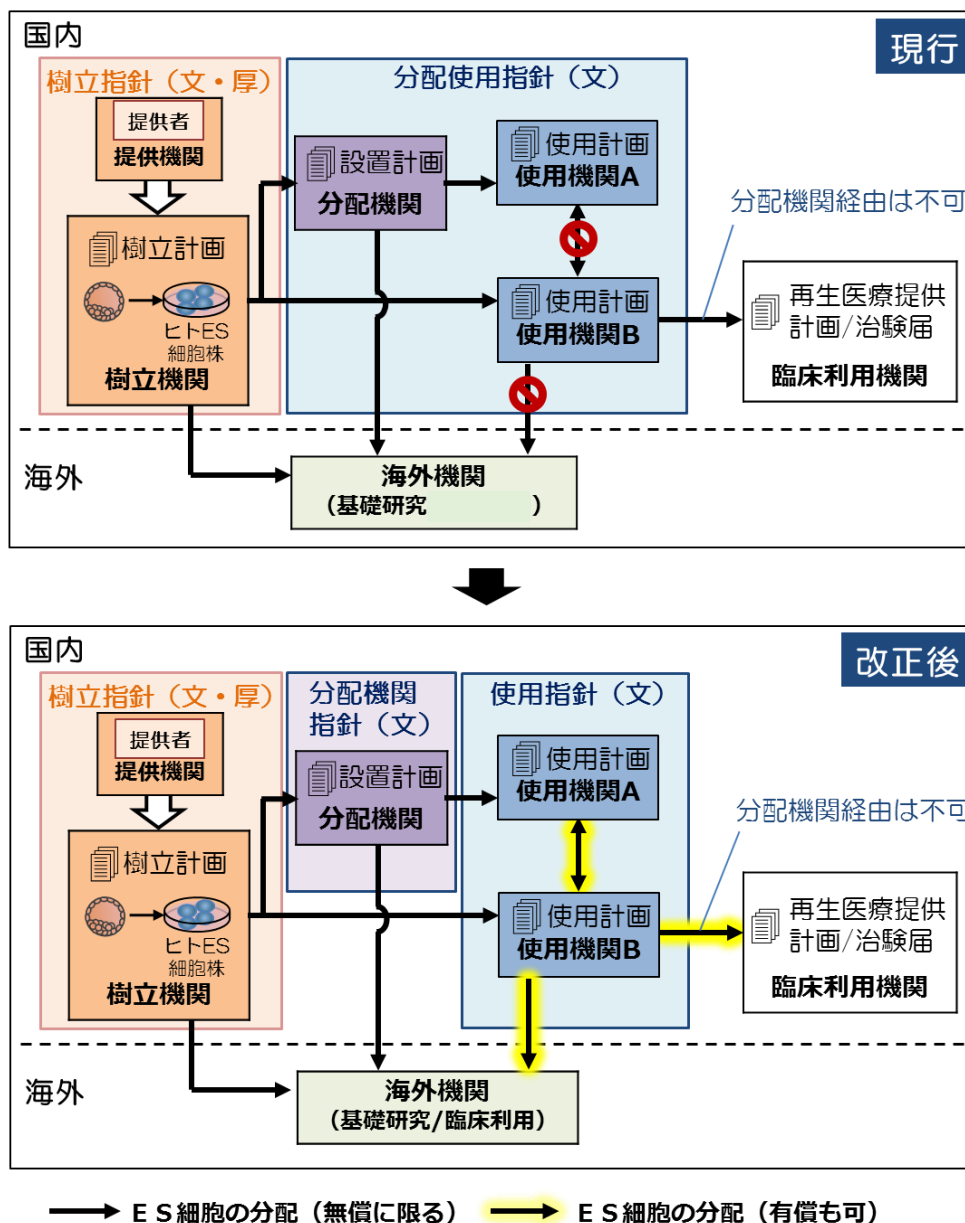 国内
現行
樹立指針（文・厚）
分配使用指針（文）
提供者
提供機関
設置計画
分配機関
使用計画
使用機関A
分配機関経由は不可
樹立計画
ヒトES
細胞株
樹立機関
使用計画
使用機関B
再生医療提供
計画/治験届
臨床利用機関
海外
海外機関
（基礎研究　　　　）
国内
改正後
樹立指針（文・厚）
分配機関
指針（文）
使用指針（文）
提供者
提供機関
設置計画
分配機関
使用計画
使用機関A
分配機関経由は不可
樹立計画
ヒトES
細胞株
樹立機関
使用計画
使用機関B
再生医療提供
計画/治験届
臨床利用機関
海外
海外機関
（基礎研究/臨床利用）
ＥＳ細胞の分配（無償に限る）
ＥＳ細胞の分配（有償も可）